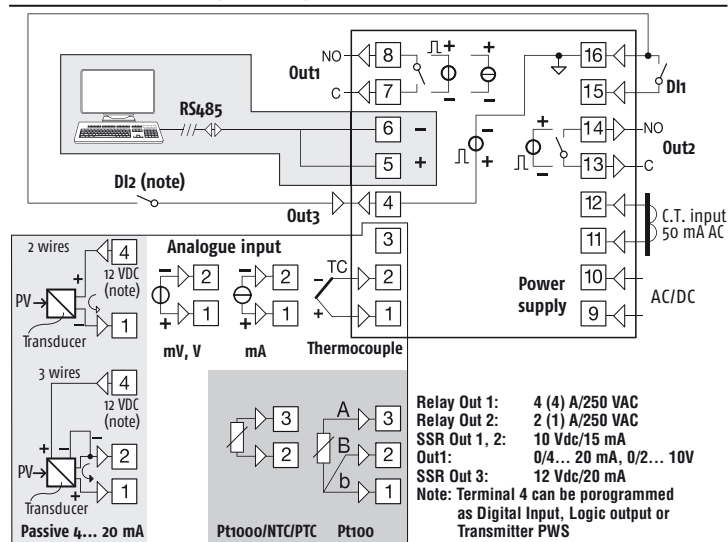 NO
8
16
Out1
C
7
15
DI1
RS485
6
−
14
NO
Out2
5
+
13
C
DI2 (note)
Out3
4
12
C.T. input
50 mA AC
11
3
2 wires
4
Analogue input
12 VDC
(note)
PV
1
Transducer
−
2
+
1
mV, V
−
2
+
1
mA
TC
−
2
+
1
Thermocouple
Power
supply
10
AC/DC
9
3 wires
4
12 VDC
(note)
2
PV
1
Transducer
Passive 4... 20 mA
3
2
Pt1000/NTC/PTC
A
3
B
2
b
1
Pt100
Relay Out 1: 4 (4) A/250 VAC
Relay Out 2: 2 (1) A/250 VAC
SSR Out 1, 2: 10 Vdc/15 mA
Out1: 0/4... 20 mA, 0/2... 10V
SSR Out 3: 12 Vdc/20 mA
Note: Terminal 4 can be porogrammed
as Digital Input, Logic output or
Transmitter PWS